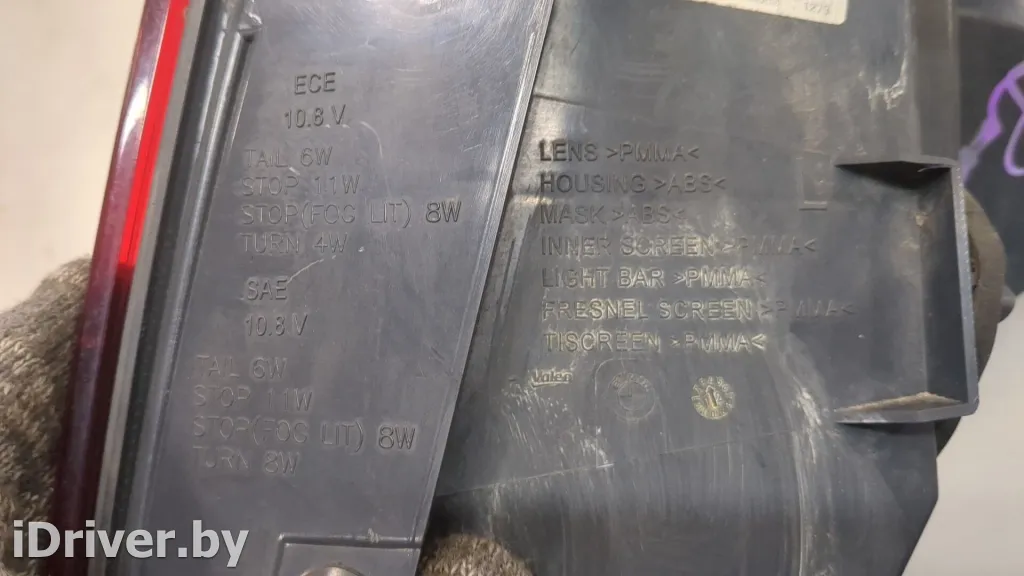 ECE
10.8 V
TAIL 6W
STOP 11W
STOP(FOG LIT) 8W
TURN 4W
SAE
10.8 V
TAIL 6W
STOP 11W
STOP(FOG LIT) 8W
TURN 8W
LENS >PMMA<
HOUSING >ABS<
MASK >ABS<
INNER SCREEN >PMMA<
LIGHT BAR >PMMA<
FRESNEL SCREEN >PMMA<
TISCREEN >PMMA<
Valeo
iDriver.by